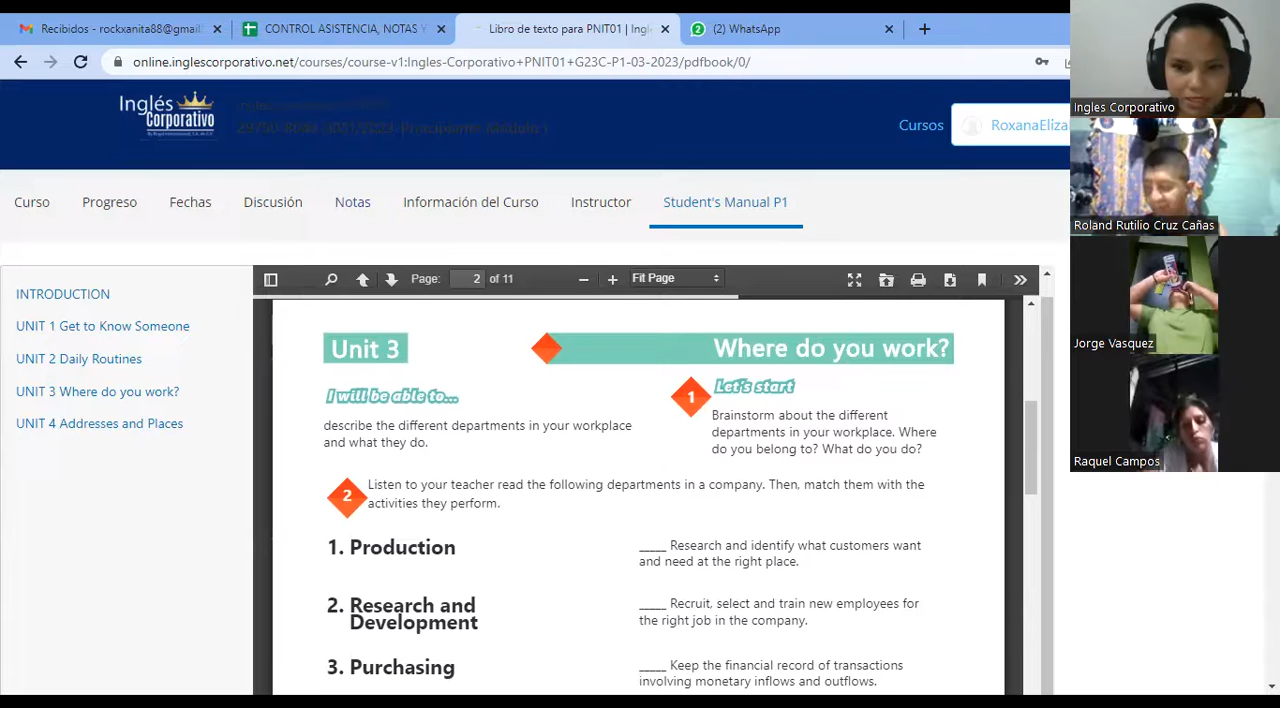 Recibidos - rockxanita88@gmail
CONTROL ASISTENCIA, NOTAS Y
Libro de texto para PNIT01 | Ingl
2
(2) WhatsApp
online.inglescorporativo.net/courses/course-v1:Ingles-Corporativo+PNIT01+G23C-P1-03-2023/pdfbook/0/
Inglés
Corporativo
Cursos
RoxanaEliza
Curso
Progreso
Fechas
Discusión
Notas
Información del Curso
Instructor
Student's Manual P1
INTRODUCTION
UNIT 1 Get to Know Someone
UNIT 2 Daily Routines
UNIT 3 Where do you work?
UNIT 4 Addresses and Places
Page: 2 of 11
Fit Page
Unit 3
Where do you work?
I will be able to...
describe the different departments in your workplace
and what they do.
1
Let's start
Brainstorm about the different
departments in your workplace. Where
do you belong to? What do you do?
2
Listen to your teacher read the following departments in a company. Then, match them with the
activities they perform.
1. Production
_____ Research and identify what customers want
and need at the right place.
2. Research and
Development
_____ Recruit, select and train new employees for
the right job in the company.
3. Purchasing
_____ Keep the financial record of transactions
involving monetary inflows and outflows.
Ingles Corporativo
Roland Rutilio Cruz Cañas
Jorge Vasquez
Raquel Campos